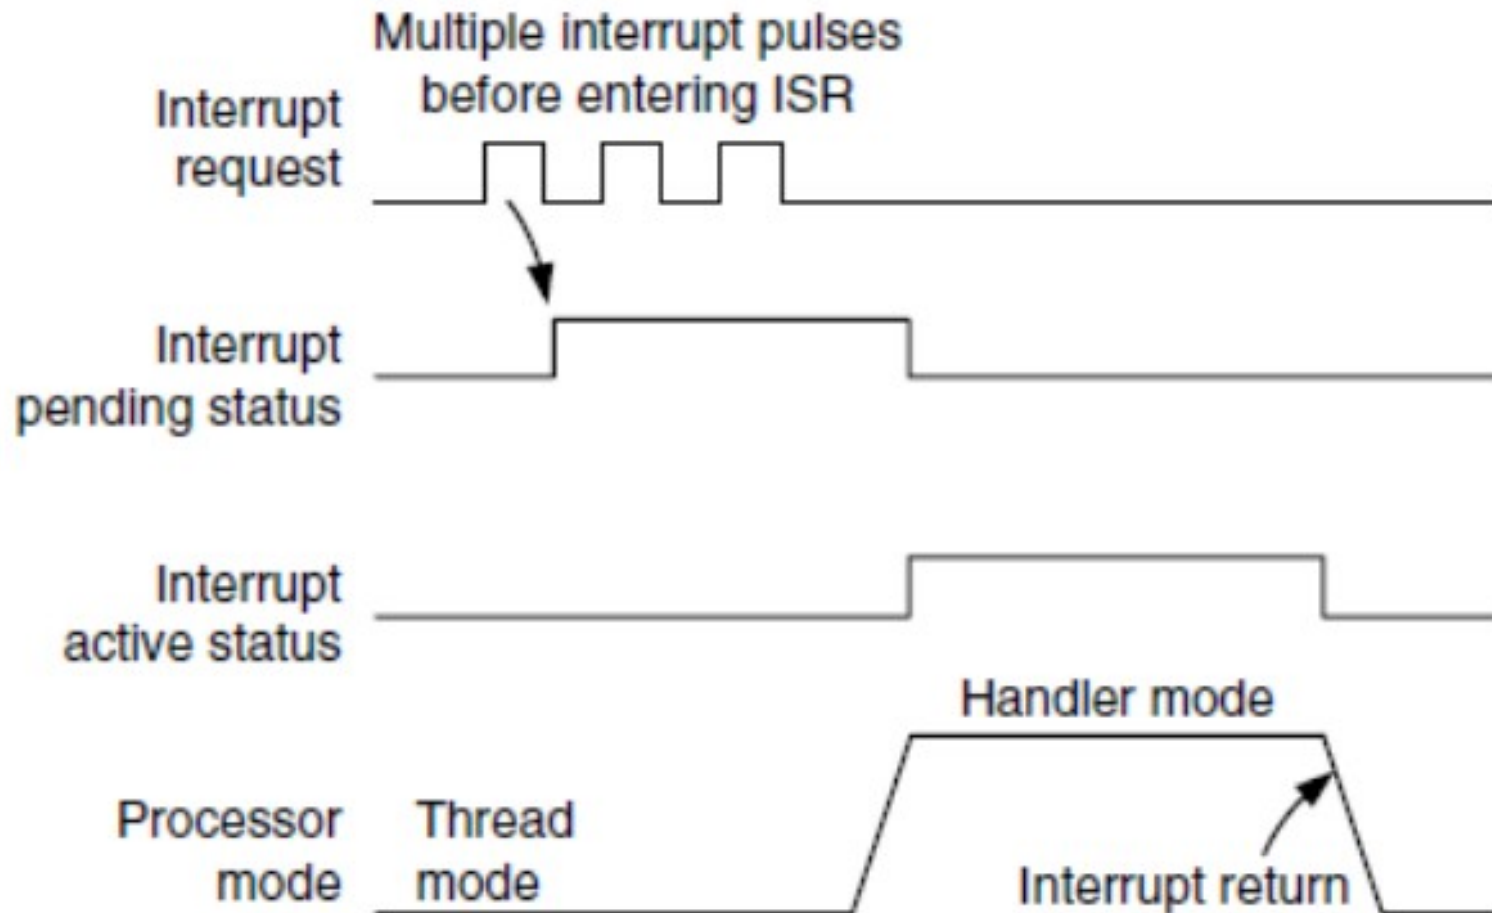 Multiple interrupt pulses
before entering ISR
Interrupt
request
Interrupt
pending status
Interrupt
active status
Handler mode
Processor
mode
Thread
mode
Interrupt return